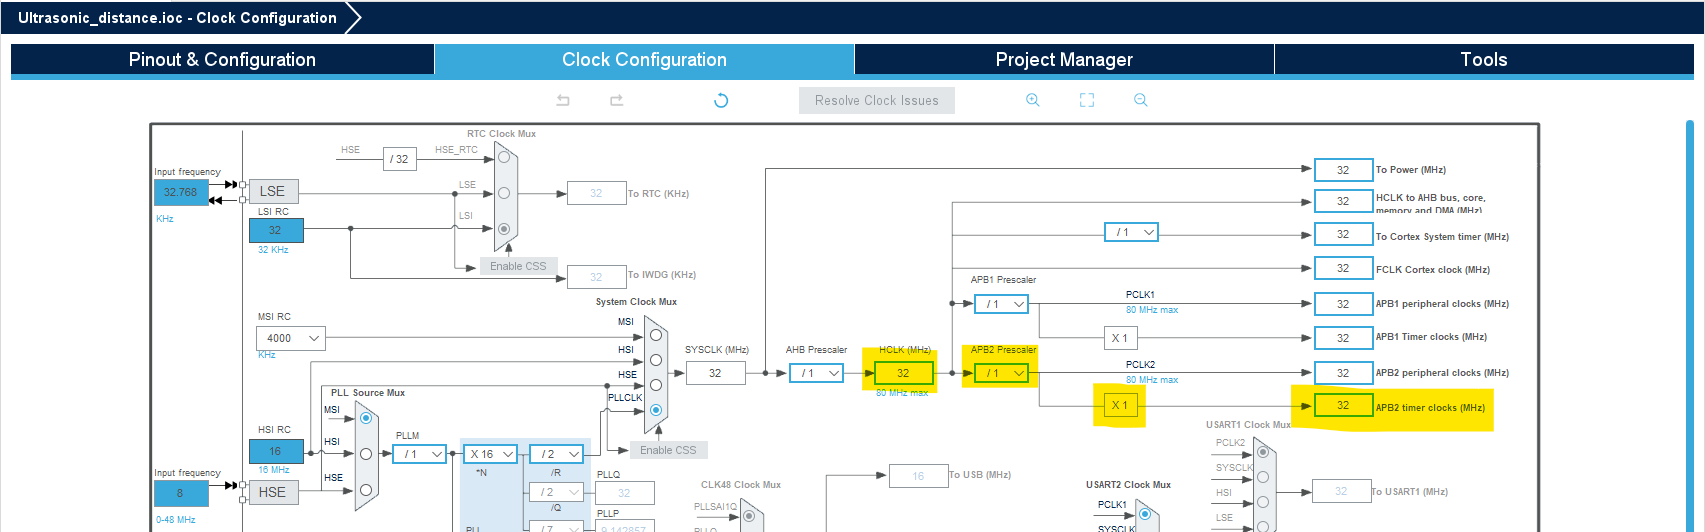 Ultrasonic_distance.ioc - Clock Configuration
Pinout & Configuration
Clock Configuration
Project Manager
Tools
Resolve Clock Issues
RTC Clock Mux
HSE
/ 32
HSE_RTC
Input frequency
32.768
KHz
LSE
LSE
32
To RTC (KHz)
LSI RC
32
32 KHz
LSI
Enable CSS
32
To IWDG (KHz)
System Clock Mux
MSI RC
4000
KHz
MSI
HSI
HSE
PLLCLK
Enable CSS
SYSCLK (MHz)
32
AHB Prescaler
/ 1
HCLK (MHz)
32
80 MHz max
APB1 Prescaler
/ 1
APB2 Prescaler
/ 1
/ 1
PCLK1
80 MHz max
X 1
PCLK2
80 MHz max
X 1
32
To Power (MHz)
32
HCLK to AHB bus, core,
memory and DMA (MHz)
32
To Cortex System timer (MHz)
32
FCLK Cortex clock (MHz)
32
APB1 peripheral clocks (MHz)
32
APB1 Timer clocks (MHz)
32
APB2 peripheral clocks (MHz)
32
APB2 timer clocks (MHz)
PLL Source Mux
MSI
HSI
HSE
HSI RC
16
16 MHz
Input frequency
8
0-48 MHz
HSE
PLLM
/ 1
X 16
*N
/ 2
/R
/ 2
/Q
/ 7
PLL
PLLQ
32
PLLP
9.142857
CLK48 Clock Mux
PLLSAI1Q
PLLQ
16
To USB (MHz)
USART2 Clock Mux
PCLK1
SYSCLK
USART1 Clock Mux
PCLK2
SYSCLK
HSI
LSE
32
To USART1 (MHz)